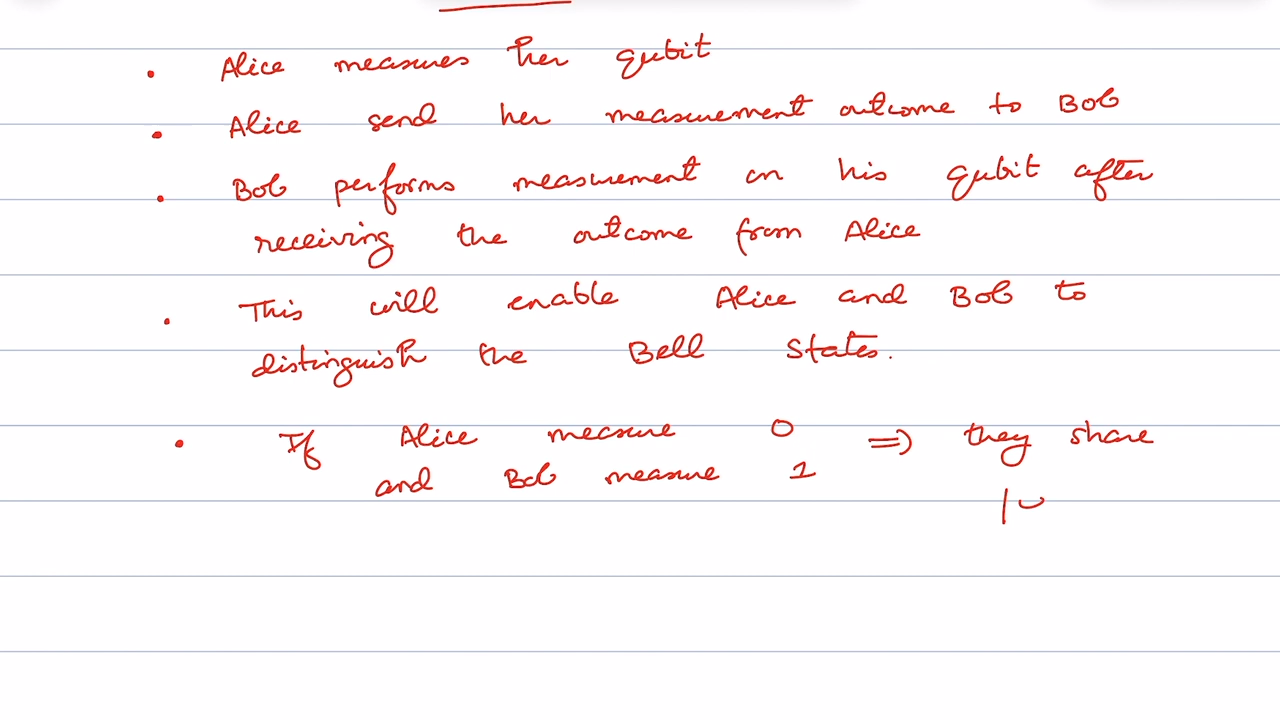 • Alice measures her qubit
• Alice send her measurement outcome to Bob
• Bob performs measurement on his qubit after
receiving the outcome from Alice
• This will enable Alice and Bob to
distinguish the Bell States.
• If Alice measure 0 ⇒ they share
and Bob measure 1
|